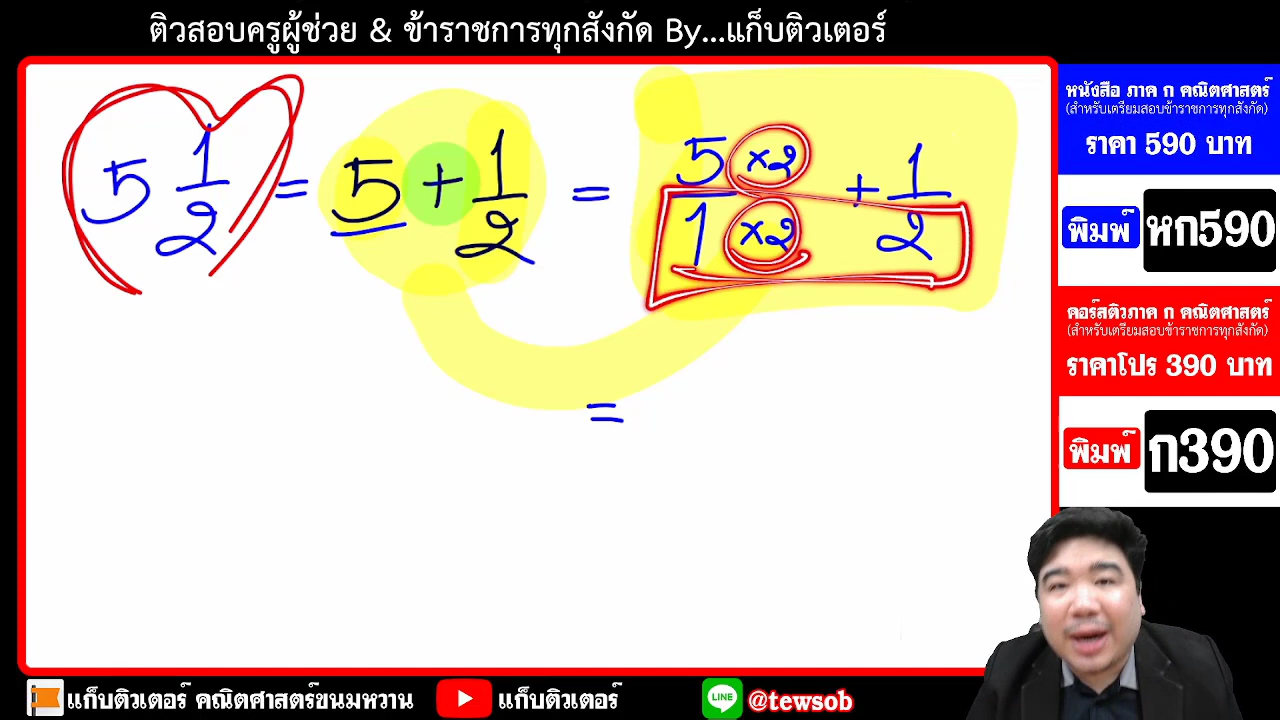 ติวสอบครูผู้ช่วย & ข้าราชการทุกสังกัด By...แก็บติวเตอร์
5 1/2 = 5 + 1/2 = 5 ×2/1 ×2 + 1/2
=
หนังสือ ภาค ก คณิตศาสตร์
(สำหรับเตรียมสอบข้าราชการทุกสังกัด)
ราคา 590 บาท
พิมพ์ หก590
คอร์สติวภาค ก คณิตศาสตร์
(สำหรับเตรียมสอบข้าราชการทุกสังกัด)
ราคาโปร 390 บาท
พิมพ์ ก390
แก็บติวเตอร์ คณิตศาสตร์ขนมหวาน แก็บติวเตอร์ LINE @tewsob